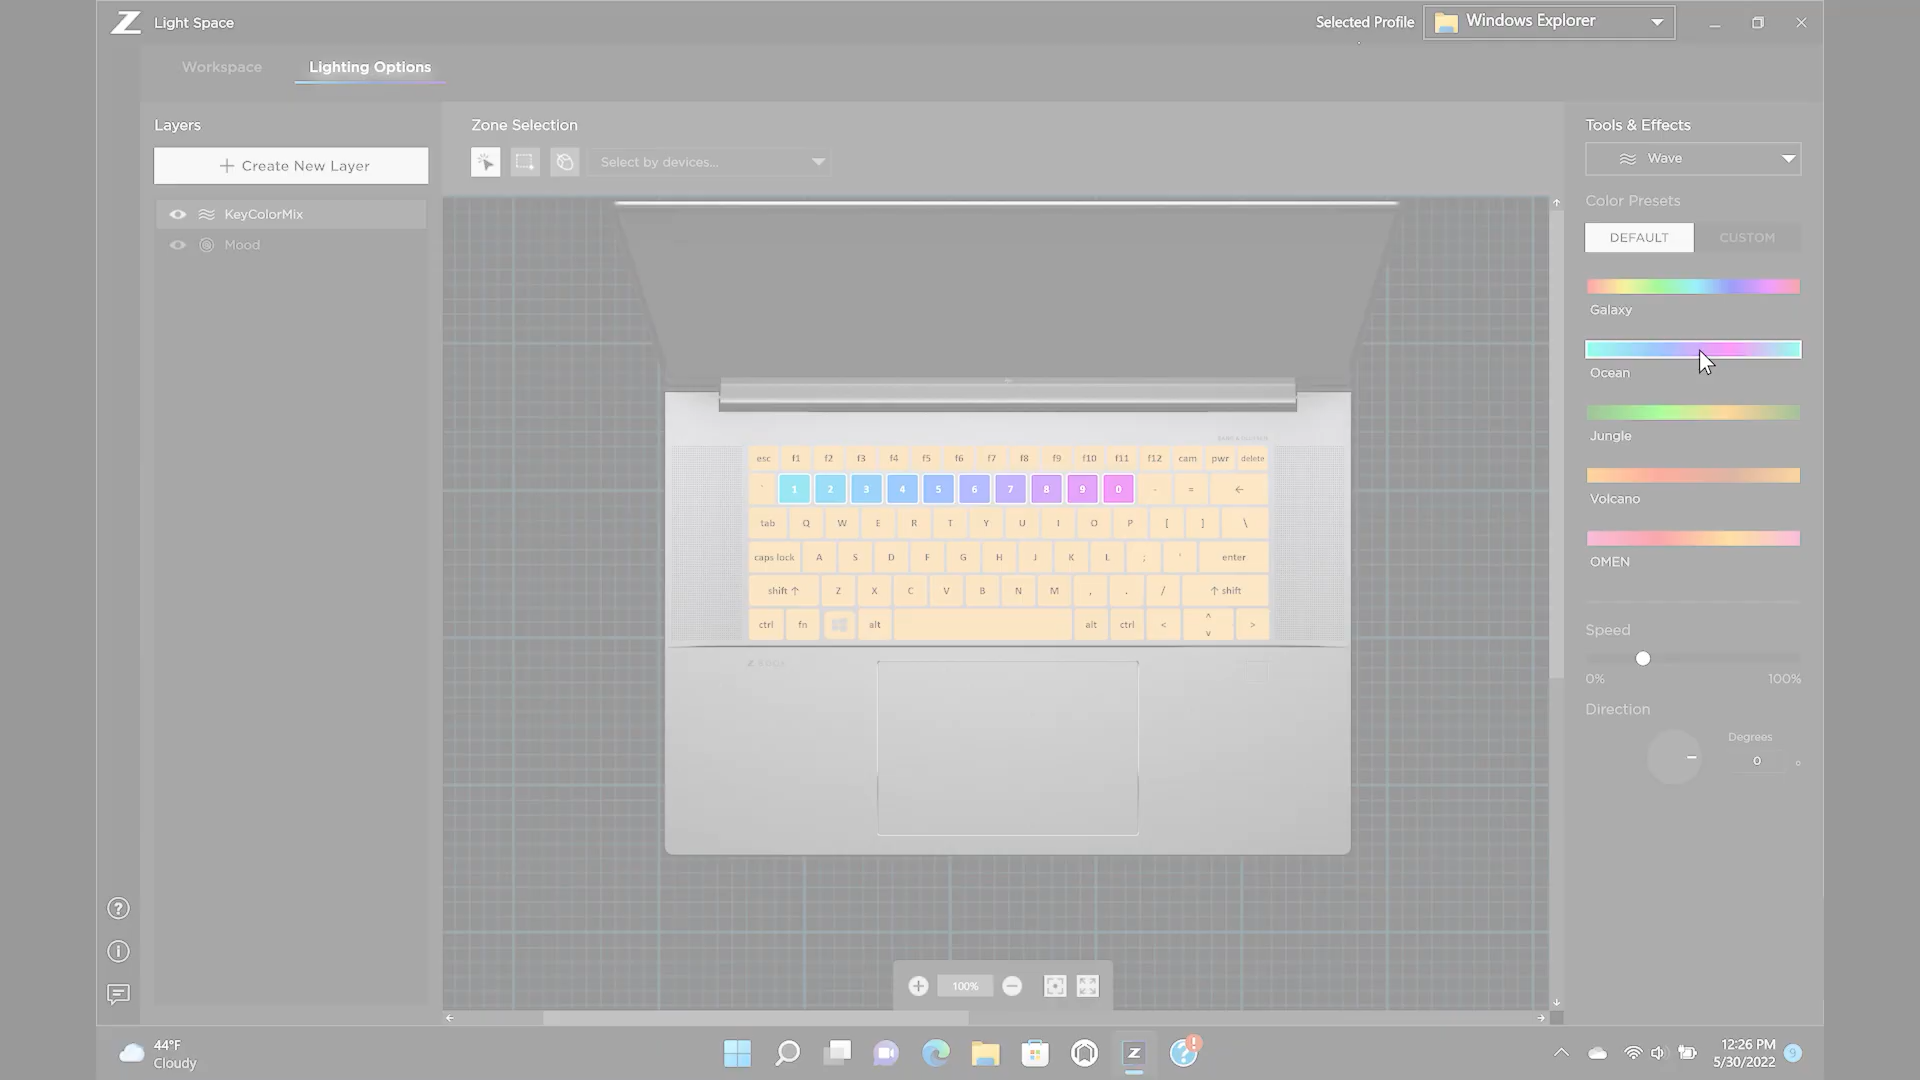 Light Space
Selected Profile
Windows Explorer
Workspace
Lighting Options
Layers
Create New Layer
KeyColorMix
Mood
Zone Selection
Select by devices...
Tools & Effects
Wave
Color Presets
DEFAULT CUSTOM
Galaxy
Ocean
Jungle
Volcano
OMEN
Speed
0% 100%
Direction
Degrees
0
esc f1 f2 f3 f4 f5 f6 f7 f8 f9 f10 f11 f12 cam pwr delete
` 1 2 3 4 5 6 7 8 9 0 - = ←
tab Q W E R T Y U I O P [ ] \
caps lock A S D F G H J K L ; ' enter
shift ↑ Z X C V B N M , . / ↑ shift
ctrl fn alt alt ctrl < ^ v >
100%
44°F
Cloudy
12:26 PM
5/30/2022
9